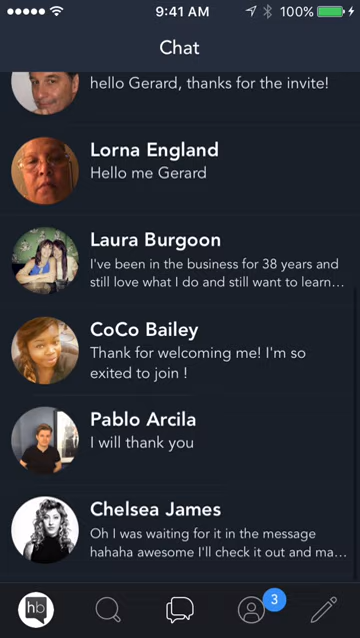 9:41 AM
100%
Chat
hello Gerard, thanks for the invite!
Lorna England
Hello me Gerard
Laura Burgoon
I've been in the business for 38 years and
still love what I do and still want to learn...
CoCo Bailey
Thank for welcoming me! I'm so
exited to join !
Pablo Arcila
I will thank you
Chelsea James
Oh I was waiting for it in the message
hahaha awesome I'll check it out and ma...
hb
3